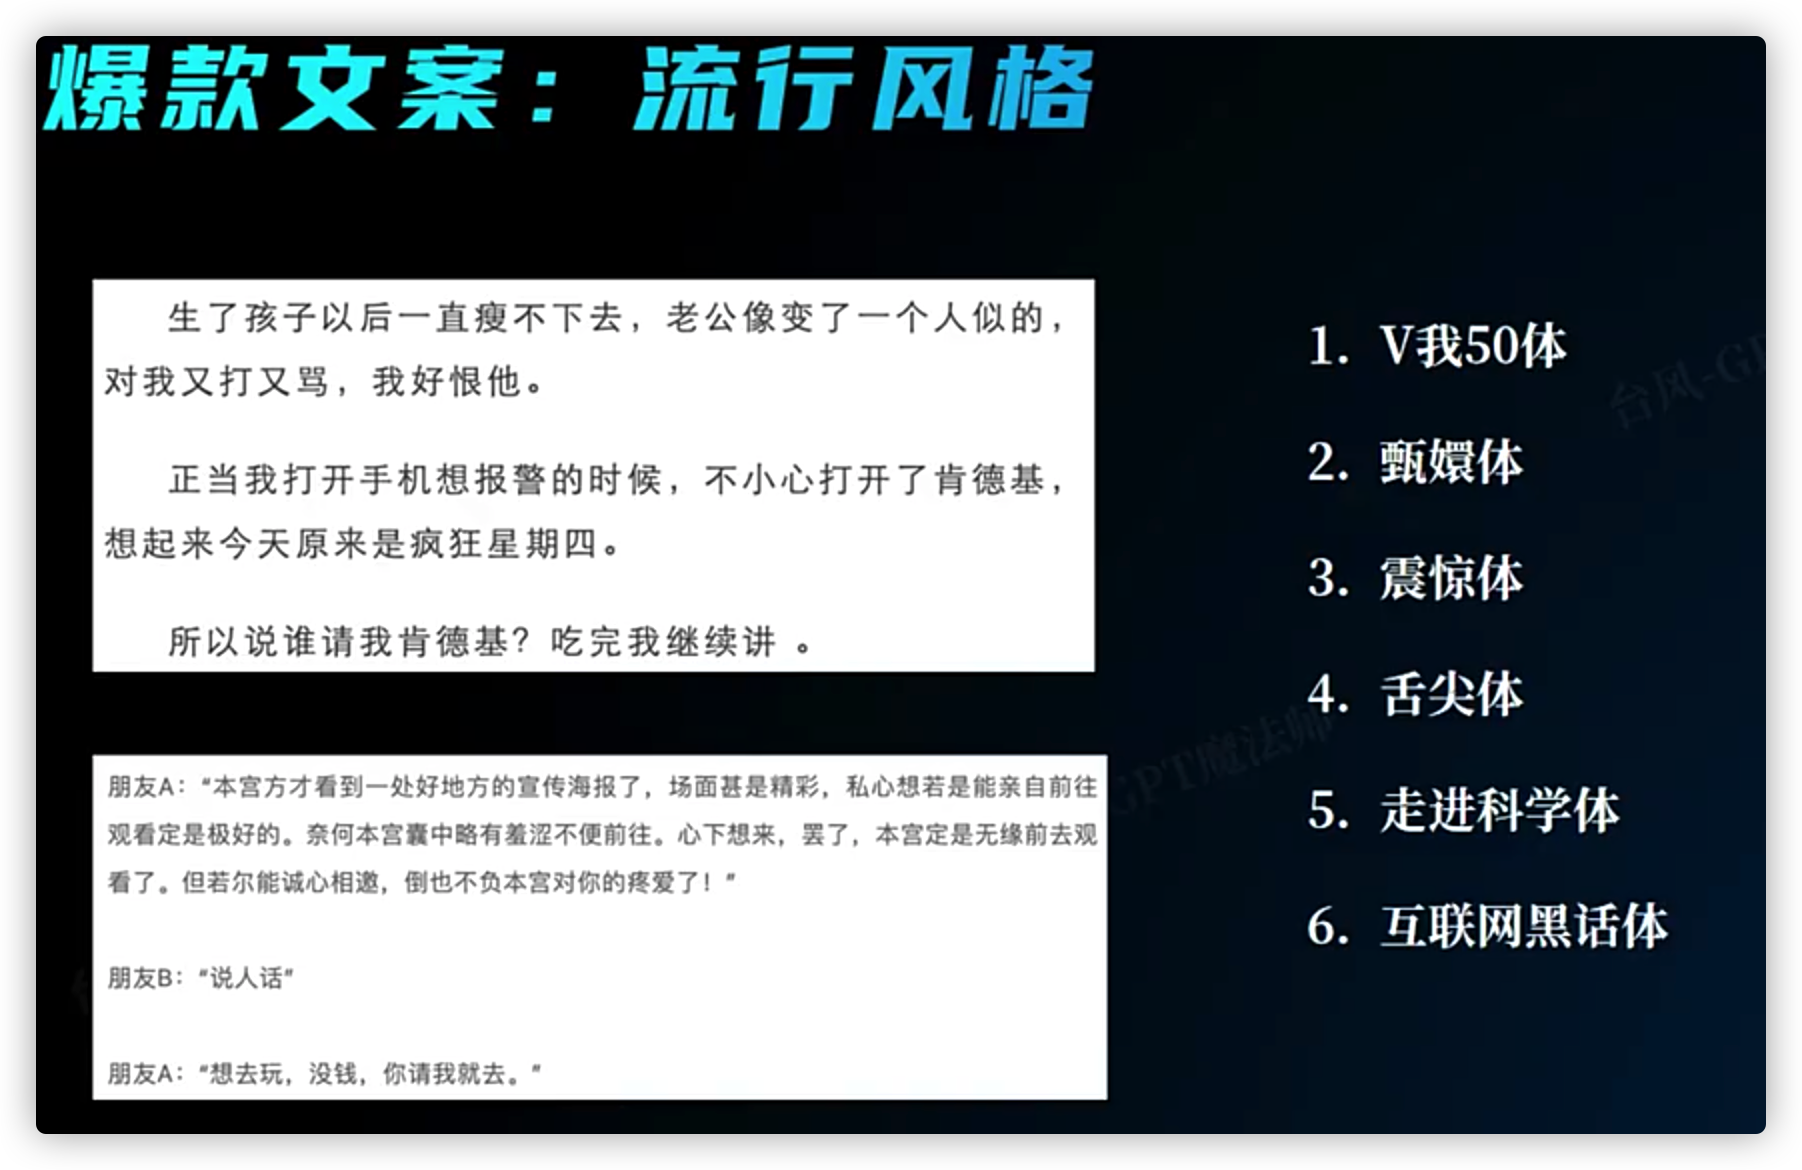 爆款文案：流行风格
生了孩子以后一直瘦不下去，老公像变了一个人似的，
对我又打又骂，我好恨他。
正当我打开手机想报警的时候，不小心打开了肯德基，
想起来今天原来是疯狂星期四。
所以说谁请我肯德基？吃完我继续讲 。
朋友A：“本宫方才看到一处好地方的宣传海报了，场面甚是精彩，私心想若是能亲自前往
观看定是极好的。奈何本宫囊中略有羞涩不便前往。心下想来，罢了，本宫定是无缘前去观
看了。但若尔能诚心相邀，倒也不负本宫对你的疼爱了！”
朋友B：“说人话”
朋友A：“想去玩，没钱，你请我就去。”
1. V我50体
2. 甄嬛体
3. 震惊体
4. 舌尖体
5. 走进科学体
6. 互联网黑话体
台风-GP
GPT魔法师